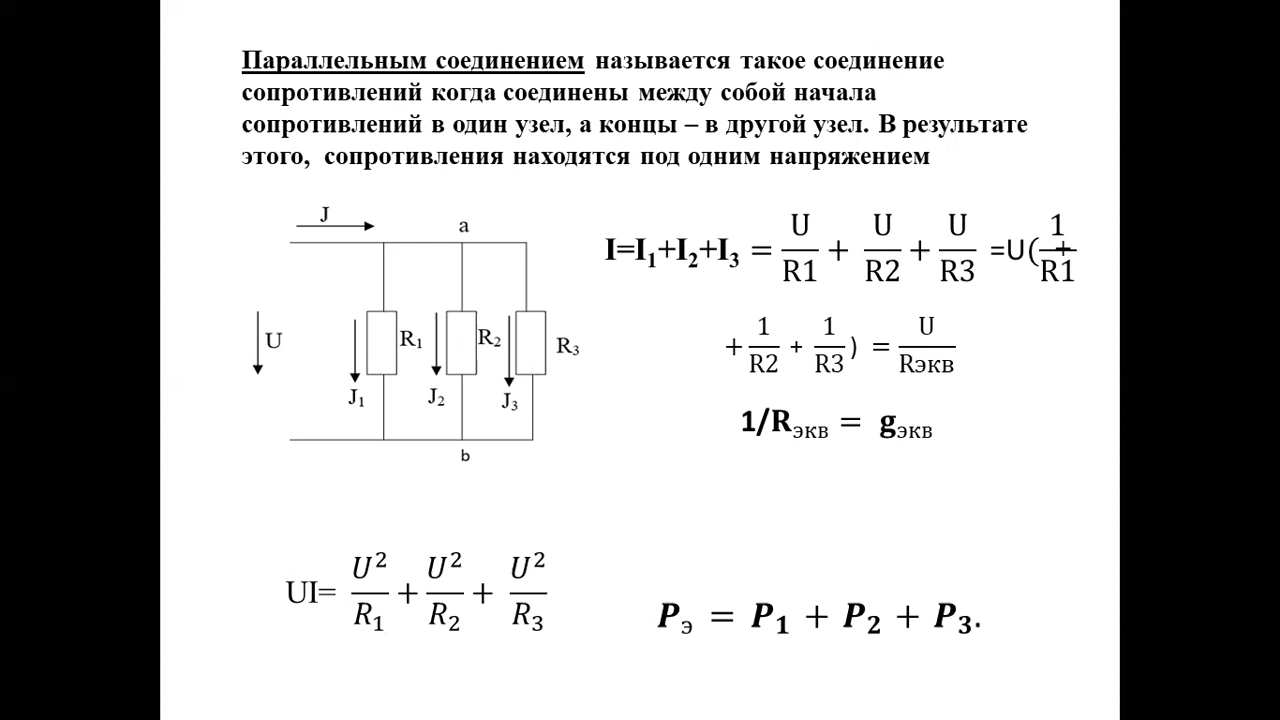 Параллельным соединением называется такое соединение
сопротивлений когда соединены между собой начала
сопротивлений в один узел, а концы – в другой узел. В результате
этого, сопротивления находятся под одним напряжением
J
a
U
R₁
R₂
R₃
J₁
J₂
J₃
b
I=I₁+I₂+I₃ = U/R1 + U/R2 + U/R3 =U( 1/R1 +
+ 1/R2 + 1/R3 ) = U/Rэкв
1/Rэкв = gэкв
UI= U²/R₁ + U²/R₂ + U²/R₃
Pэ = P₁ + P₂ + P₃.